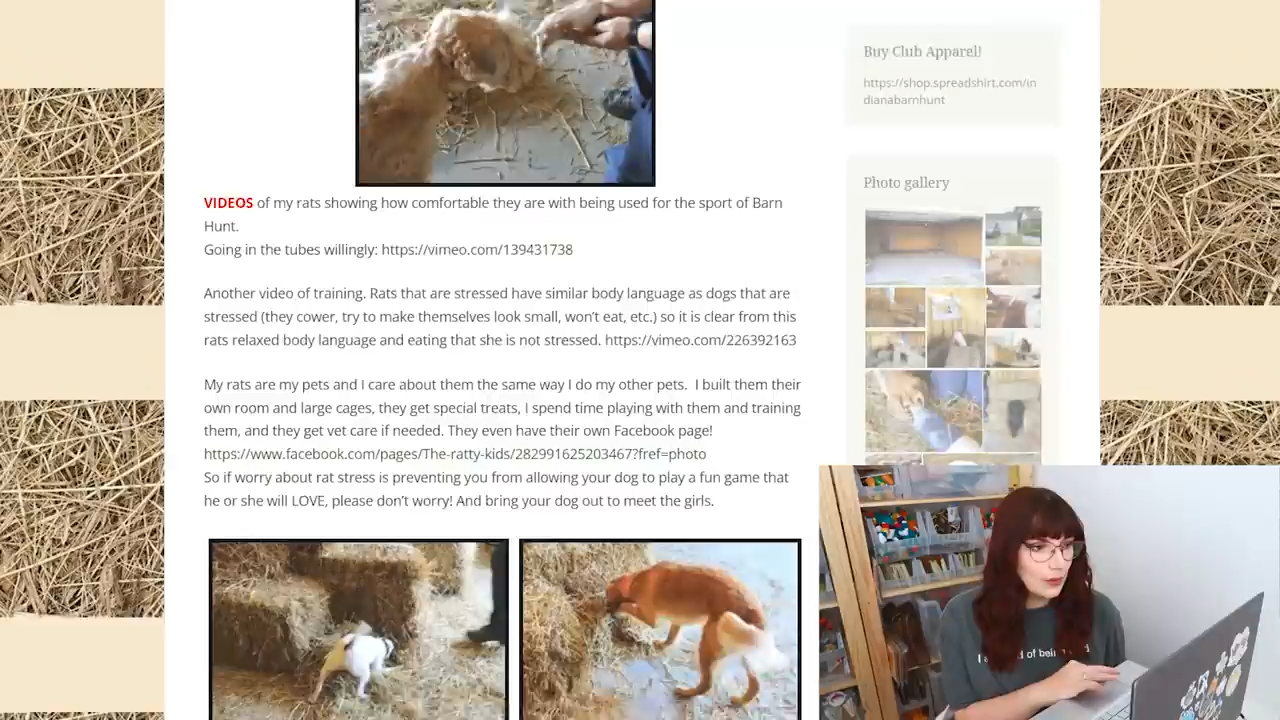 VIDEOS of my rats showing how comfortable they are with being used for the sport of Barn
Hunt.
Going in the tubes willingly: https://vimeo.com/139431738
Another video of training. Rats that are stressed have similar body language as dogs that are
stressed (they cower, try to make themselves look small, won't eat, etc.) so it is clear from this
rats relaxed body language and eating that she is not stressed. https://vimeo.com/226392163
My rats are my pets and I care about them the same way I do my other pets.  I built them their
own room and large cages, they get special treats, I spend time playing with them and training
them, and they get vet care if needed. They even have their own Facebook page!
https://www.facebook.com/pages/The-ratty-kids/282991625203467?fref=photo
So if worry about rat stress is preventing you from allowing your dog to play a fun game that
he or she will LOVE, please don't worry! And bring your dog out to meet the girls.
Buy Club Apparel!
https://shop.spreadshirt.com/in
dianabarnhunt
Photo gallery
of